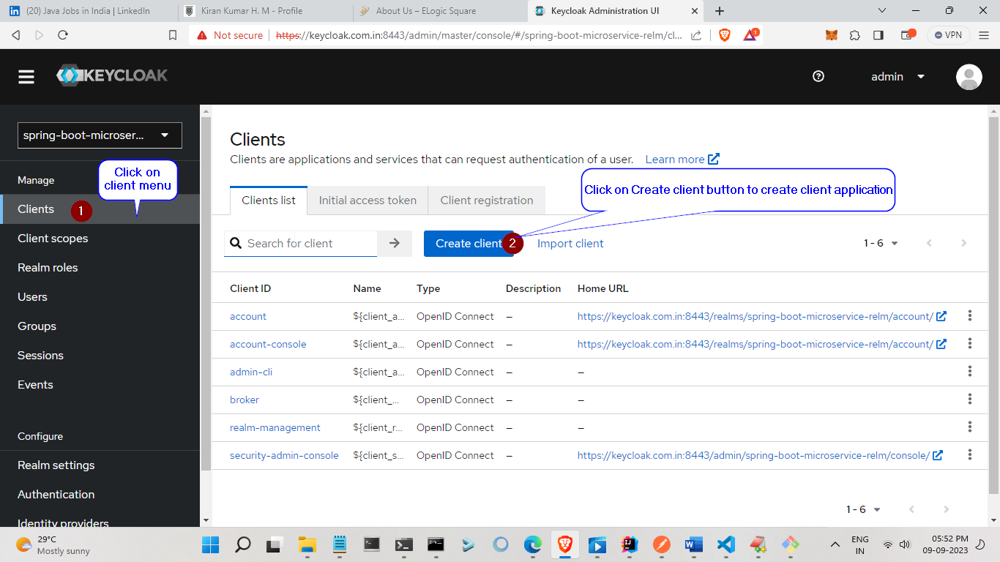 (20) Java Jobs in India | LinkedIn
Kiran Kumar H. M - Profile
About Us – ELogic Square
Keycloak Administration UI
Not secure
https://keycloak.com.in:8443/admin/master/console/#/spring-boot-microservice-relm/cl...
1
VPN
KEYCLOAK
admin
spring-boot-microser...
Manage
Click on
client menu
Clients
1
Client scopes
Realm roles
Users
Groups
Sessions
Events
Configure
Realm settings
Authentication
Identity providers
Clients
Clients are applications and services that can request authentication of a user. Learn more
Click on Create client button to create client application
Clients list
Initial access token
Client registration
Search for client
Create client
2
Import client
1 - 6
Client ID Name Type Description Home URL
account ${client_a... OpenID Connect – https://keycloak.com.in:8443/realms/spring-boot-microservice-relm/account/
account-console ${client_a... OpenID Connect – https://keycloak.com.in:8443/realms/spring-boot-microservice-relm/account/
admin-cli ${client_a... OpenID Connect – –
broker ${client_... OpenID Connect – –
realm-management ${client_r... OpenID Connect – –
security-admin-console ${client_s... OpenID Connect – https://keycloak.com.in:8443/admin/spring-boot-microservice-relm/console/
1 - 6
29°C
Mostly sunny
ENG
IN
05:52 PM
09-09-2023